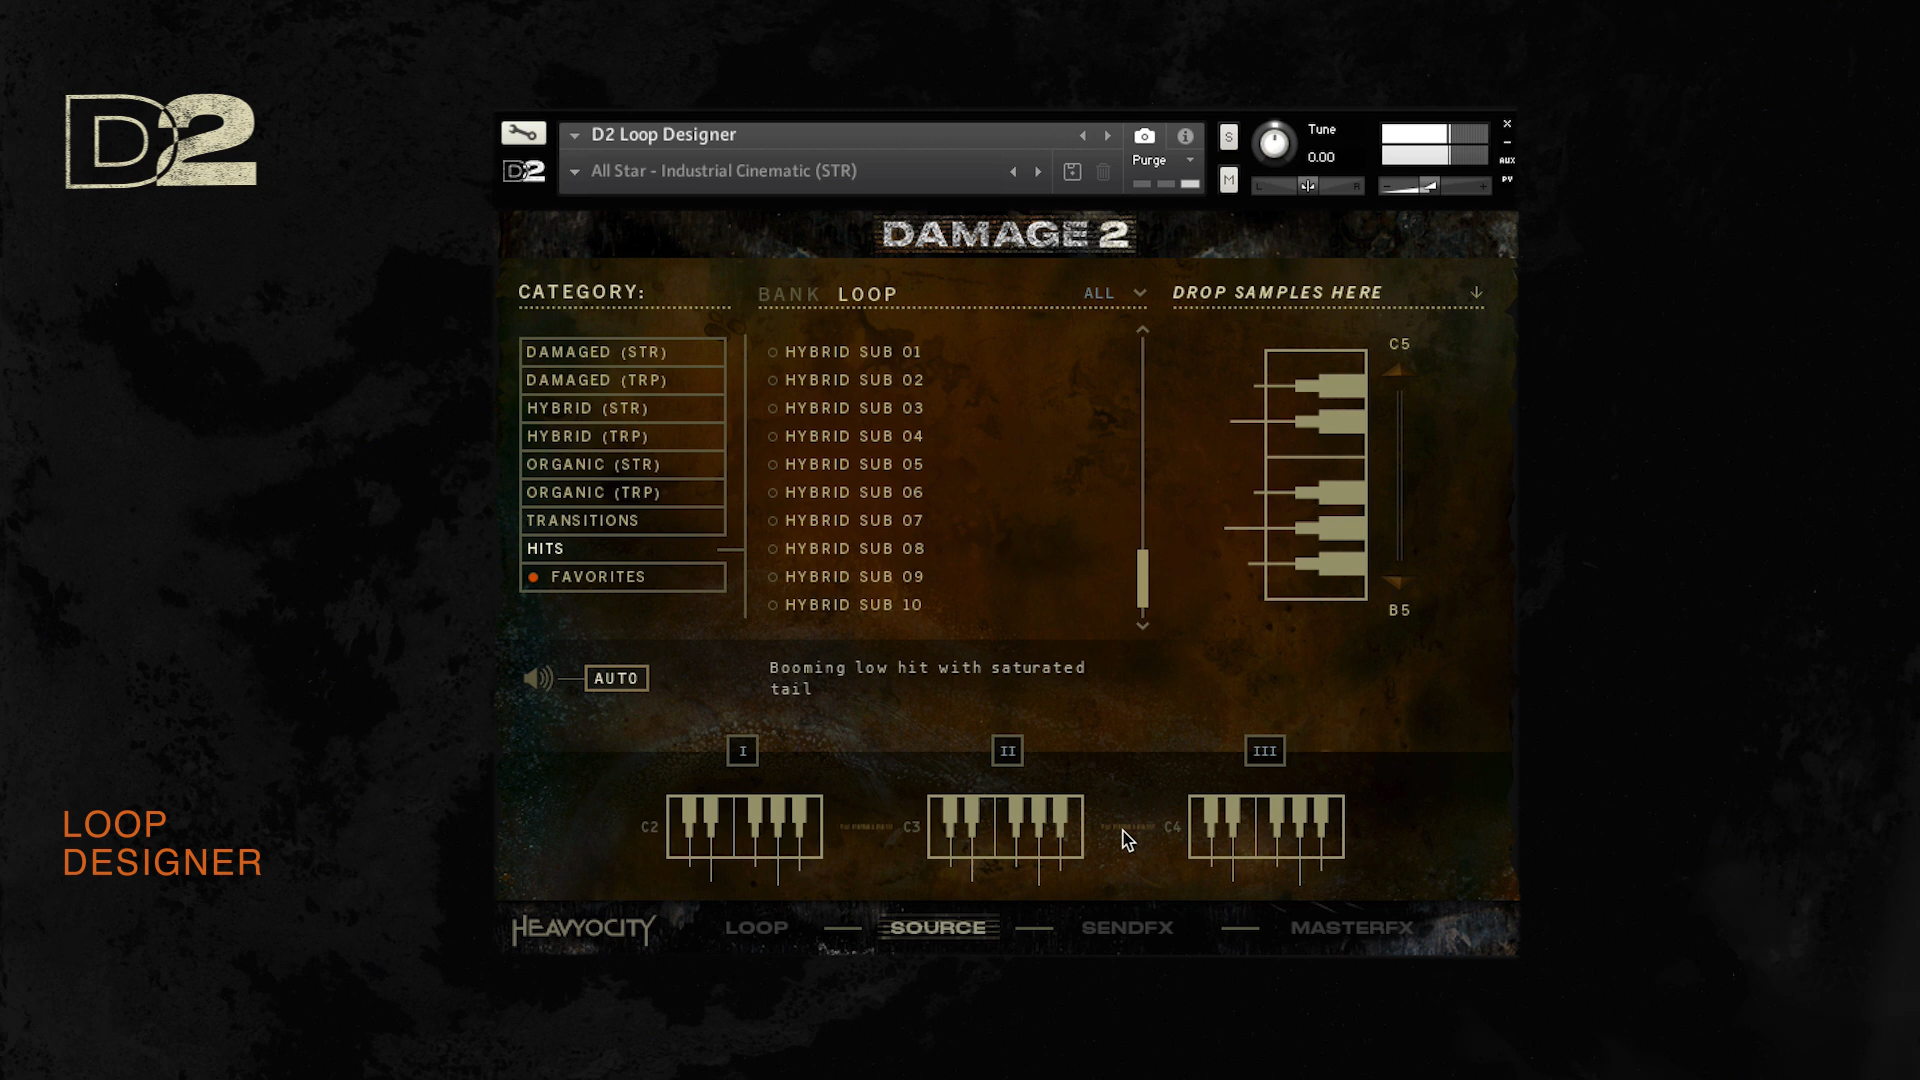 D2
D2 Loop Designer
S
Tune
0.00
X
AUX
PV
D2
All Star - Industrial Cinematic (STR)
Purge
M
L
R
DAMAGE 2
CATEGORY:
BANK LOOP
ALL
DROP SAMPLES HERE
DAMAGED (STR)
DAMAGED (TRP)
HYBRID (STR)
HYBRID (TRP)
ORGANIC (STR)
ORGANIC (TRP)
TRANSITIONS
HITS
FAVORITES
HYBRID SUB 01
HYBRID SUB 02
HYBRID SUB 03
HYBRID SUB 04
HYBRID SUB 05
HYBRID SUB 06
HYBRID SUB 07
HYBRID SUB 08
HYBRID SUB 09
HYBRID SUB 10
C5
B5
AUTO
Booming low hit with saturated
tail
I
II
III
C2
C3
C4
LOOP
DESIGNER
HEAVYOCITY
LOOP
SOURCE
SENDFX
MASTERFX